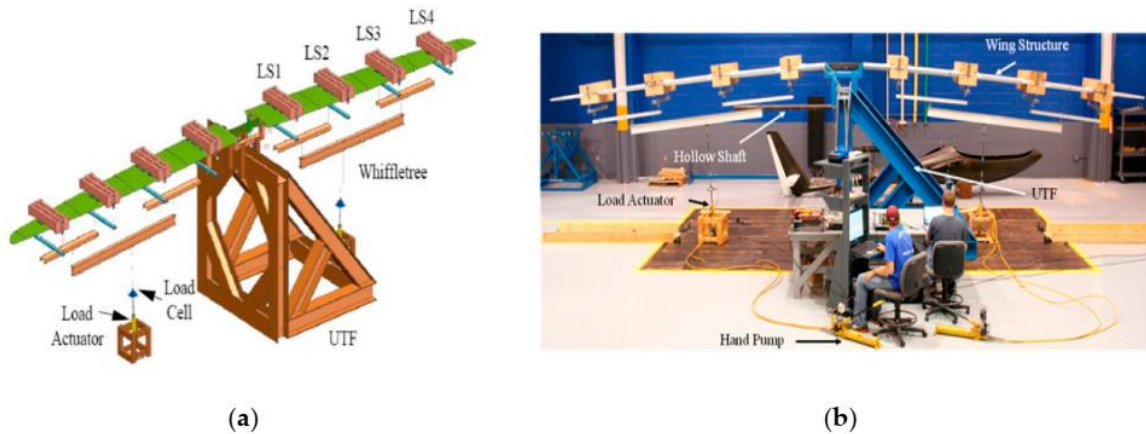 LS4
LS3
LS2
LS1
Whiffletree
Load
Cell
Load
Actuator
UTF
(a)
Wing Structure
Hollow Shaft
Load Actuator
UTF
Hand Pump
(b)